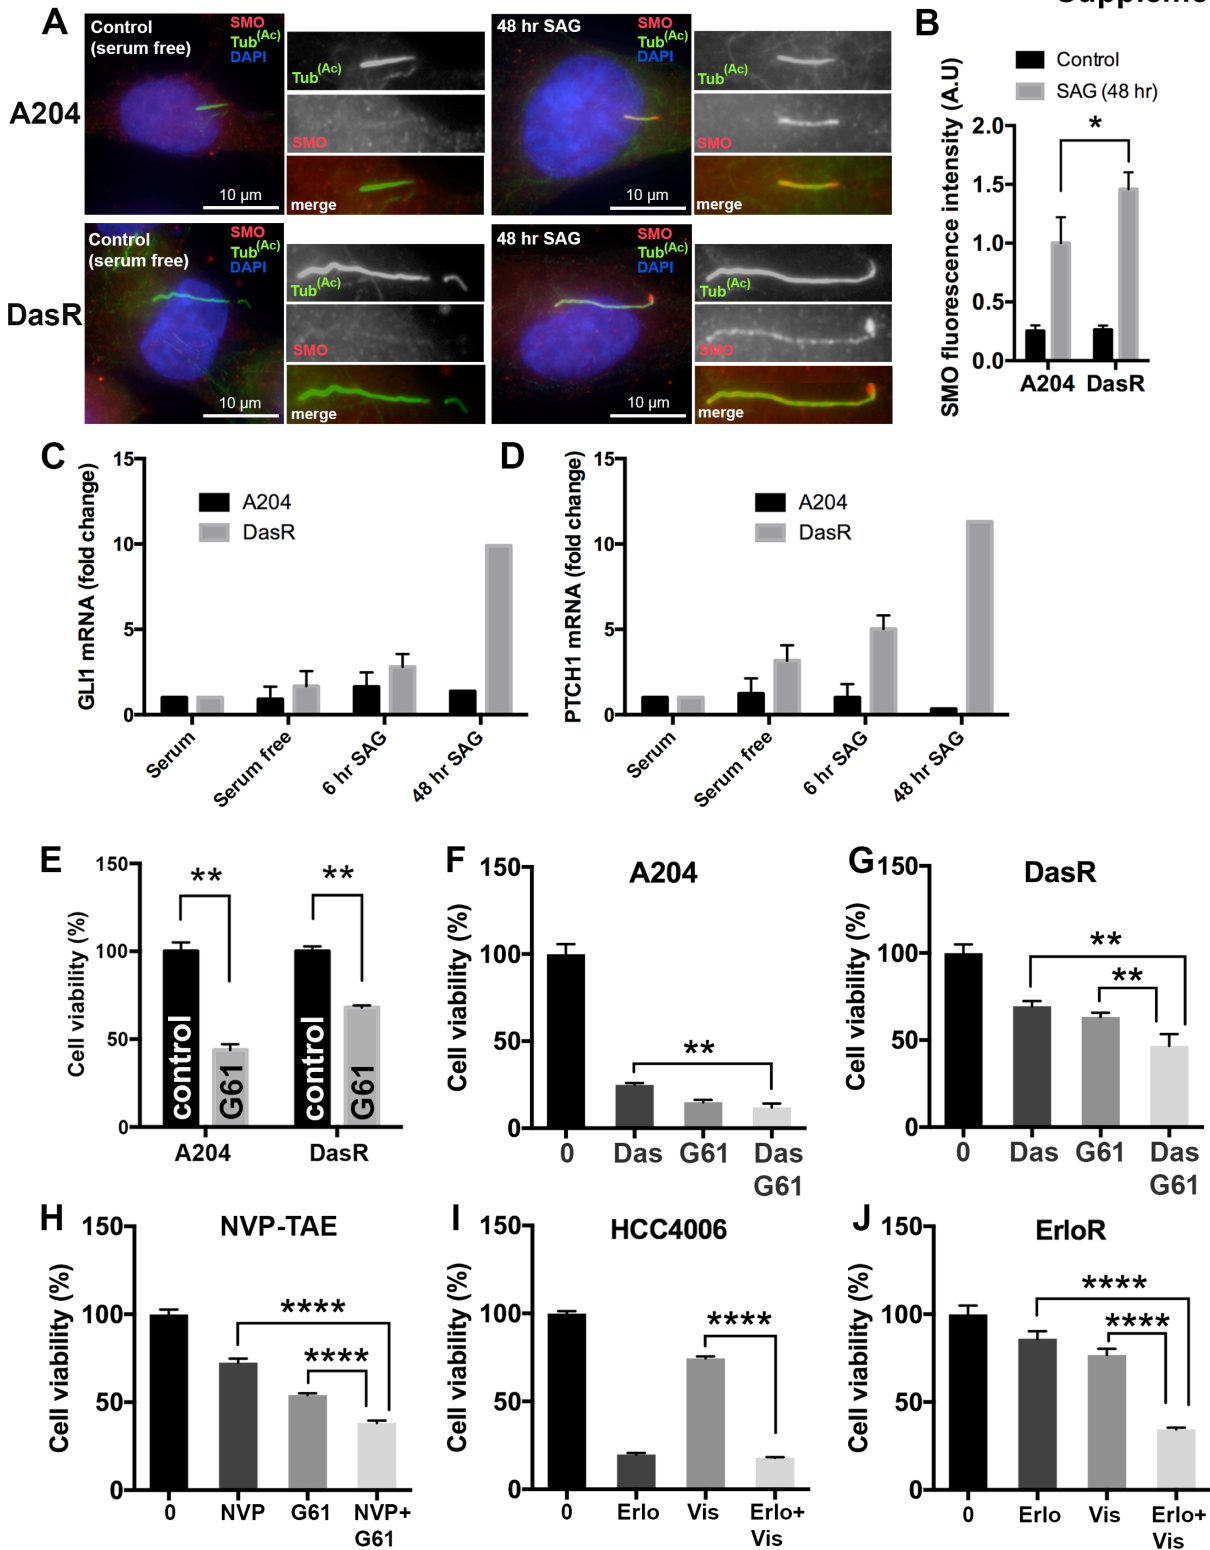 Suppleme
A
Control
(serum free)
SMO
Tub(Ac)
DAPI
Tub(Ac)
SMO
merge
10 µm
48 hr SAG
SMO
Tub(Ac)
DAPI
Tub(Ac)
SMO
merge
10 µm
A204
Control
(serum free)
SMO
Tub(Ac)
DAPI
Tub(Ac)
SMO
merge
10 µm
48 hr SAG
SMO
Tub(Ac)
DAPI
Tub(Ac)
SMO
merge
10 µm
DasR
B
Control
SAG (48 hr)
SMO fluorescence intensity (A.U)
2.0
1.5
1.0
0.5
0.0
*
A204 DasR
C
GLI1 mRNA (fold change)
15
10
5
0
A204
DasR
Serum
Serum free
6 hr SAG
48 hr SAG
D
PTCH1 mRNA (fold change)
15
10
5
0
A204
DasR
Serum
Serum free
6 hr SAG
48 hr SAG
E
Cell viability (%)
150
100
50
0
**
**
control
G61
control
G61
A204 DasR
F
A204
Cell viability (%)
150
100
50
0
**
0 Das G61 Das
G61
G
DasR
Cell viability (%)
150
100
50
0
**
**
0 Das G61 Das
G61
H
NVP-TAE
Cell viability (%)
150
100
50
0
****
****
0 NVP G61 NVP+
G61
I
HCC4006
Cell viability (%)
150
100
50
0
****
0 Erlo Vis Erlo+
Vis
J
ErloR
Cell viability (%)
150
100
50
0
****
****
0 Erlo Vis Erlo+
Vis